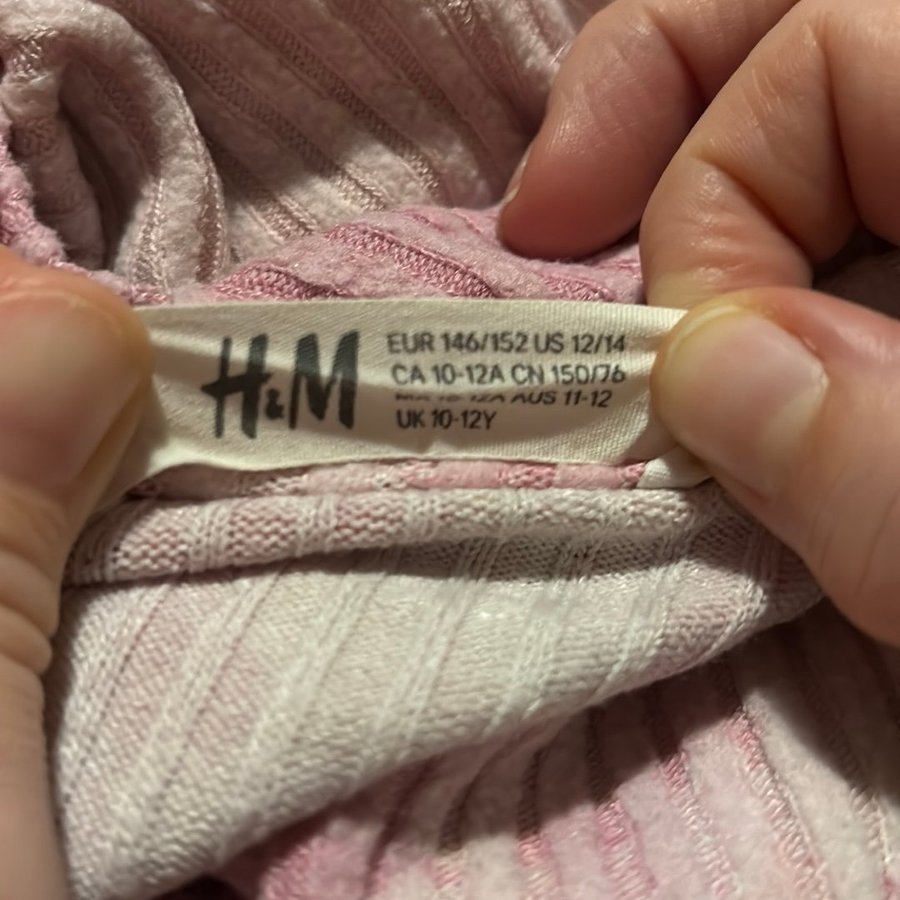 H&M
EUR 146/152 US 12/14
CA 10-12A CN 150/76
AUS 11-12
UK 10-12Y